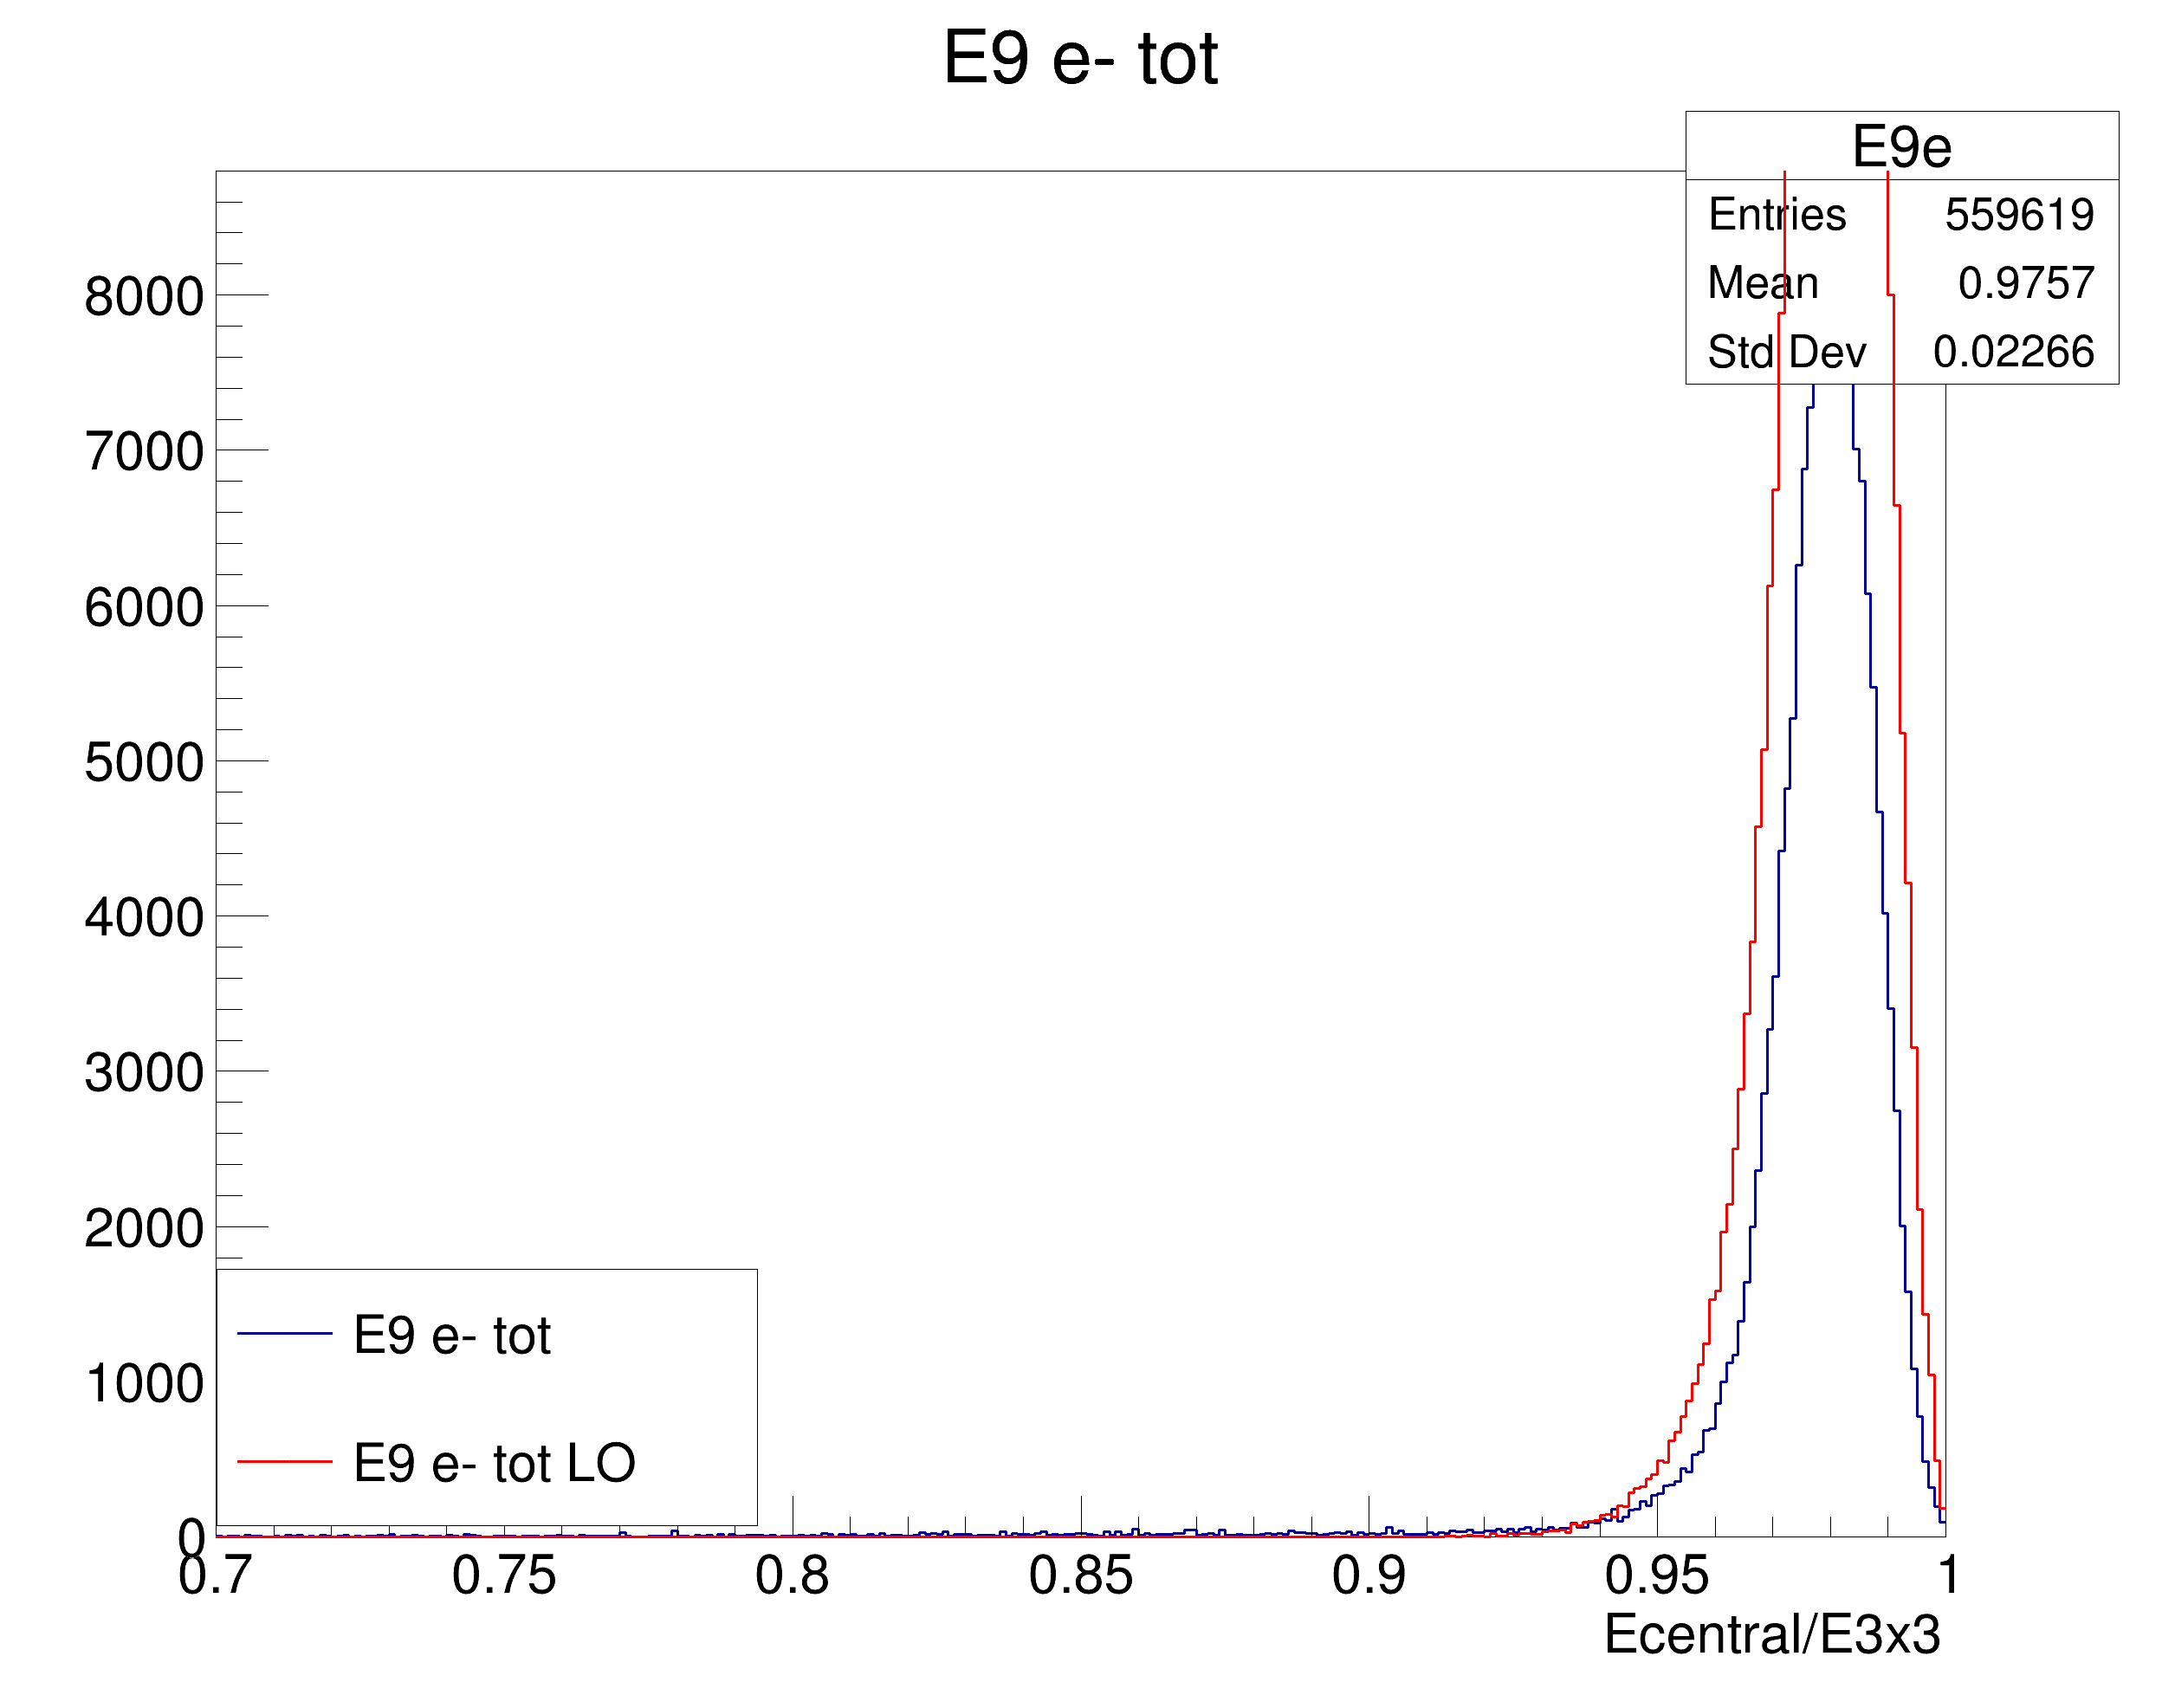 E9 e- tot
E9e
Entries 559619
Mean 0.9757
Std Dev 0.02266
8000
7000
6000
5000
4000
3000
2000
1000
0
E9 e- tot
E9 e- tot LO
0.7 0.75 0.8 0.85 0.9 0.95 1
Ecentral/E3x3